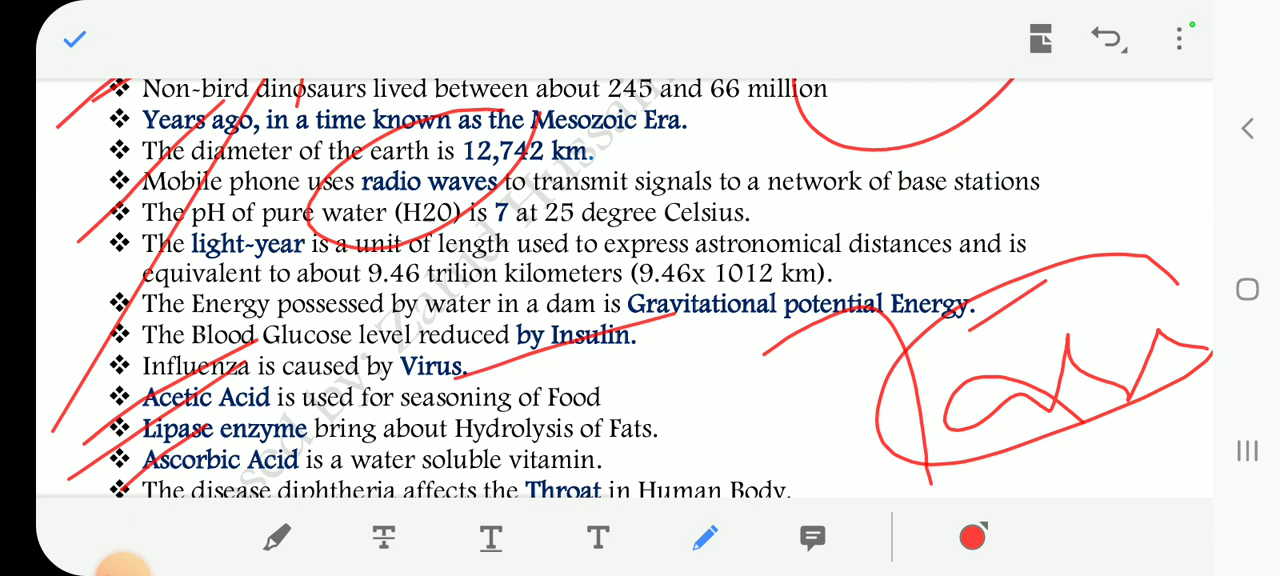 ❖ Non-bird dinosaurs lived between about 245 and 66 million
❖ Years ago, in a time known as the Mesozoic Era.
❖ The diameter of the earth is 12,742 km.
❖ Mobile phone uses radio waves to transmit signals to a network of base stations
❖ The pH of pure water (H20) is 7 at 25 degree Celsius.
❖ The light-year is a unit of length used to express astronomical distances and is
equivalent to about 9.46 trilion kilometers (9.46x 1012 km).
❖ The Energy possessed by water in a dam is Gravitational potential Energy.
❖ The Blood Glucose level reduced by Insulin.
❖ Influenza is caused by Virus.
❖ Acetic Acid is used for seasoning of Food
❖ Lipase enzyme bring about Hydrolysis of Fats.
❖ Ascorbic Acid is a water soluble vitamin.
❖ The disease diphtheria affects the Throat in Human Body.